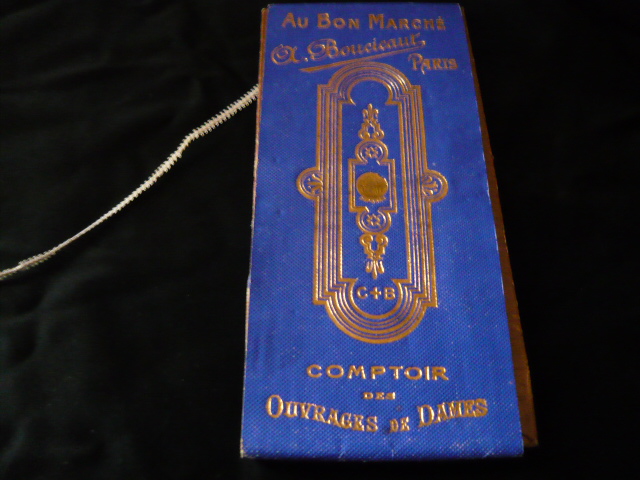 AU BON MARCHÉ
A. Boucicaut
PARIS
C+B
COMPTOIR
DES
OUVRAGES DE DAMES